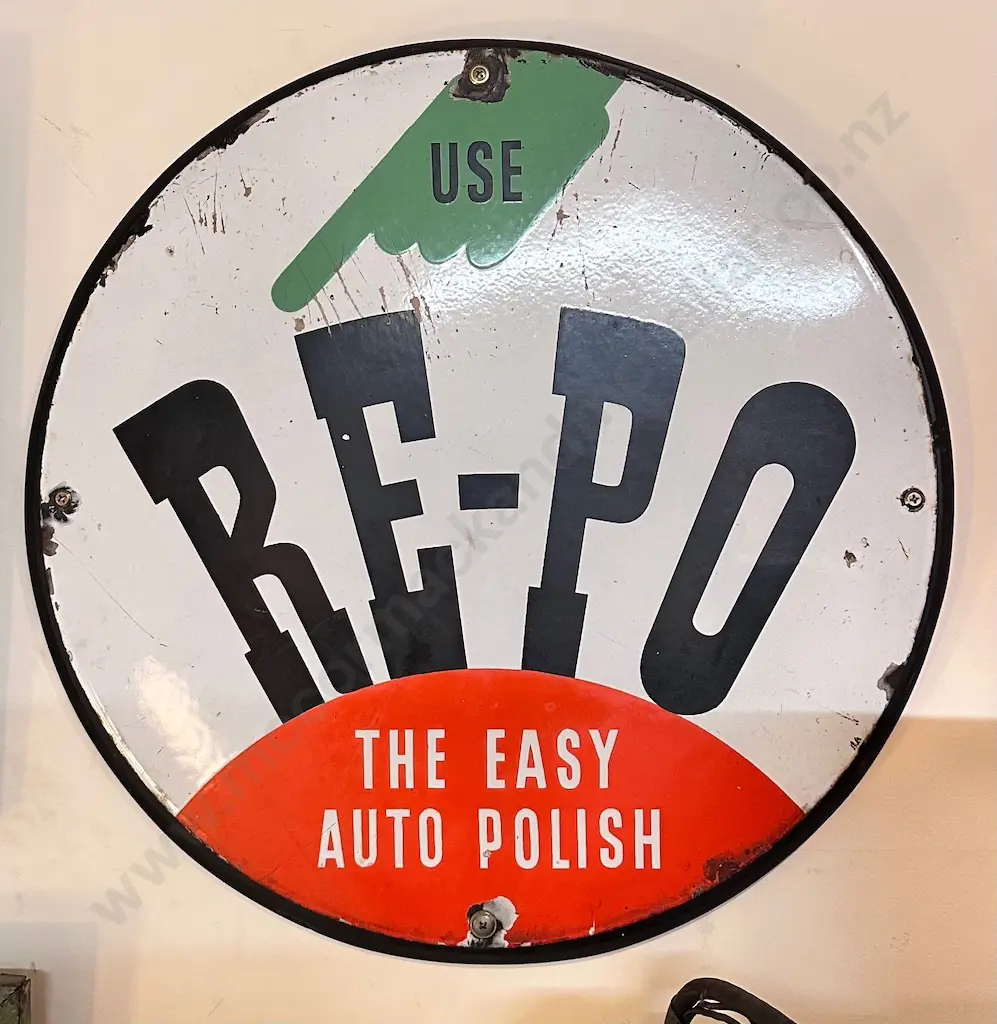 USE
RE-PO
THE EASY
AUTO POLISH